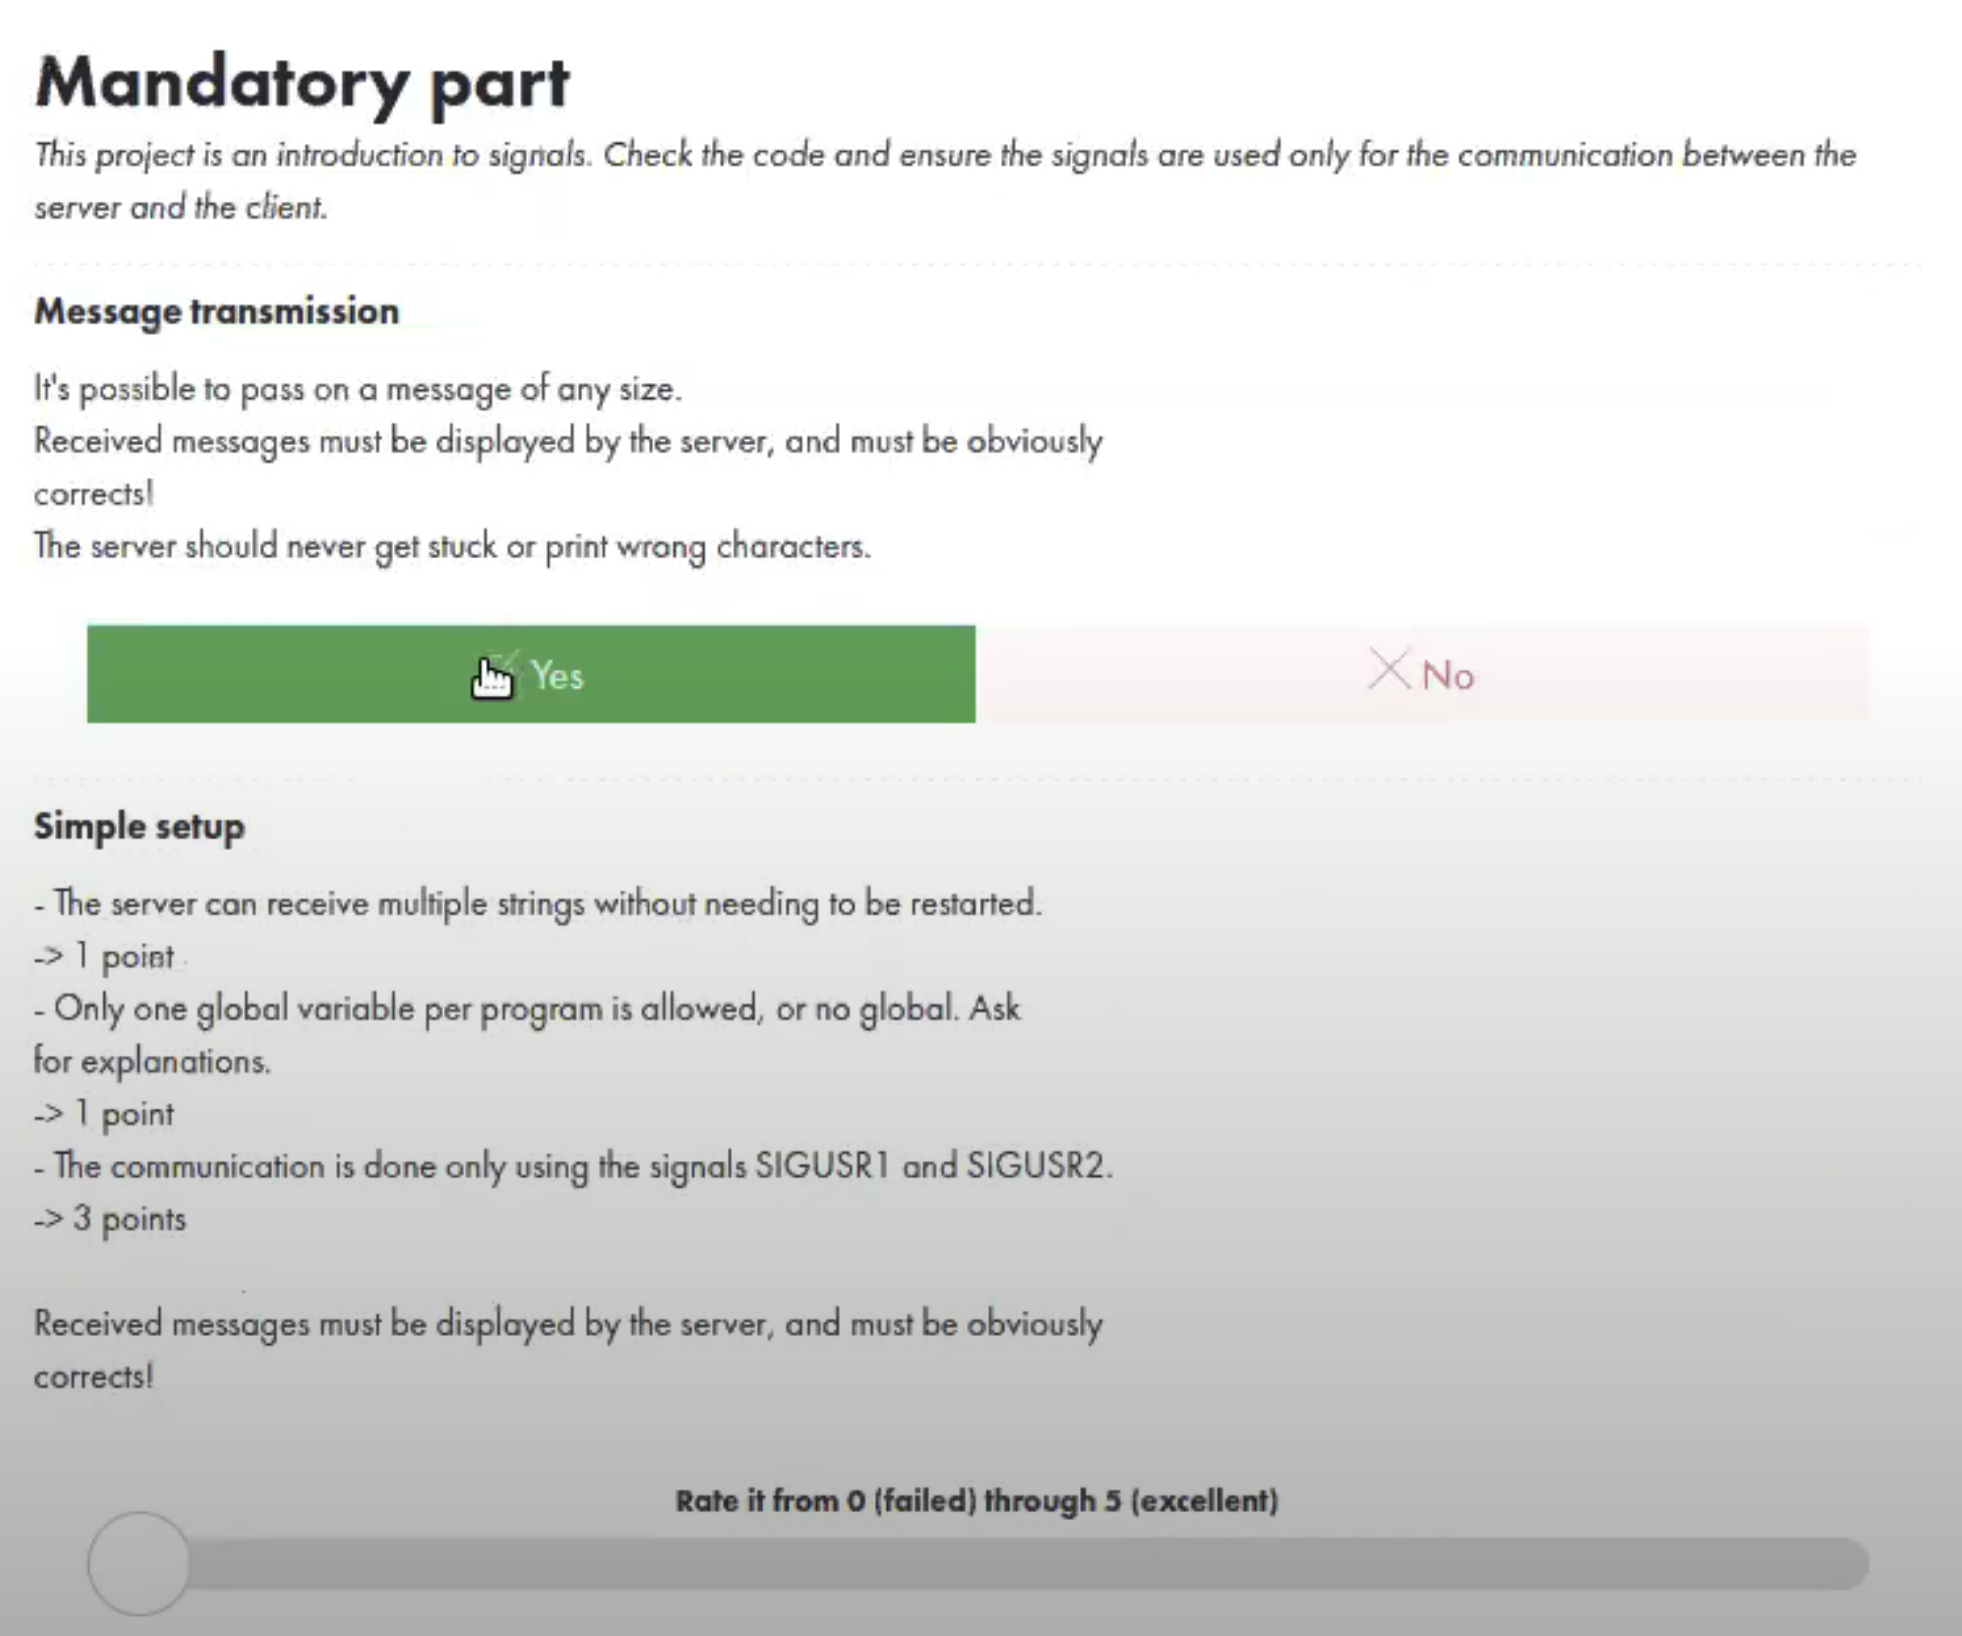 Mandatory part
This project is an introduction to signals. Check the code and ensure the signals are used only for the communication between the
server and the client.
Message transmission
It's possible to pass on a message of any size.
Received messages must be displayed by the server, and must be obviously
corrects!
The server should never get stuck or print wrong characters.
Yes
No
Simple setup
- The server can receive multiple strings without needing to be restarted.
-> 1 point
- Only one global variable per program is allowed, or no global. Ask
for explanations.
-> 1 point
- The communication is done only using the signals SIGUSR1 and SIGUSR2.
-> 3 points
Received messages must be displayed by the server, and must be obviously
corrects!
Rate it from 0 (failed) through 5 (excellent)